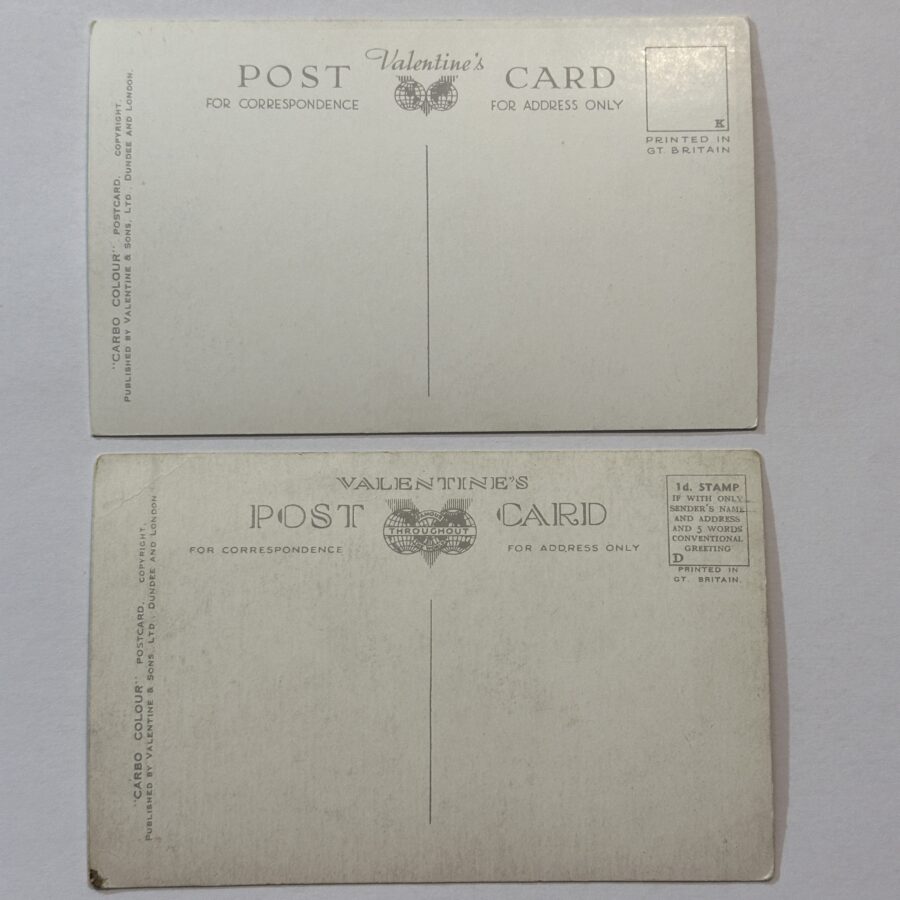 Valentine's
POST CARD
FOR CORRESPONDENCE FOR ADDRESS ONLY
K
PRINTED IN
GT. BRITAIN
"CARBO COLOUR" POSTCARD. COPYRIGHT.
PUBLISHED BY VALENTINE & SONS, LTD., DUNDEE AND LONDON.
VALENTINE'S
POST CARD
FAMOUS
THROUGHOUT
FOR CORRESPONDENCE FOR ADDRESS ONLY
1d. STAMP
IF WITH ONLY
SENDER'S NAME
AND ADDRESS
AND 5 WORDS
CONVENTIONAL
GREETING
D
PRINTED IN
GT. BRITAIN.
"CARBO COLOUR" POSTCARD. COPYRIGHT.
PUBLISHED BY VALENTINE & SONS, LTD., DUNDEE AND LONDON